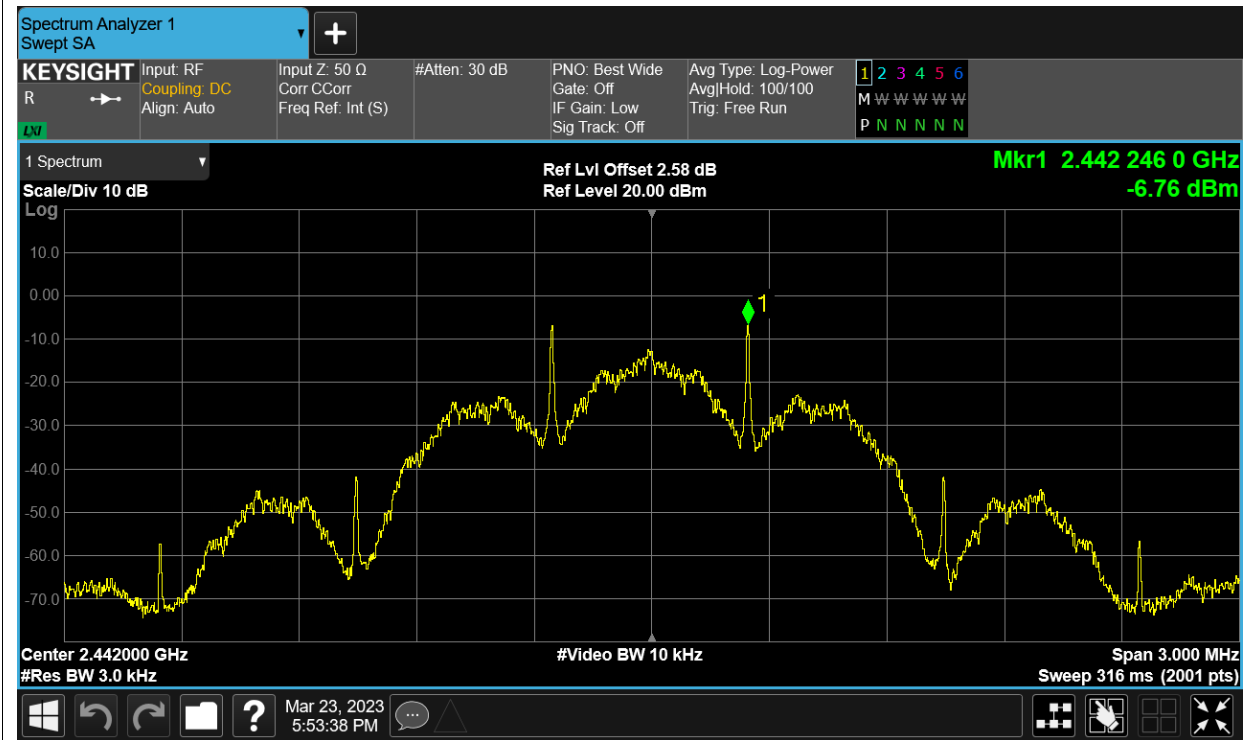 Spectrum Analyzer 1
Swept SA
+
KEYSIGHT
R
LXI
Input: RF
Coupling: DC
Align: Auto
Input Z: 50 Ω
Corr CCorr
Freq Ref: Int (S)
#Atten: 30 dB
PNO: Best Wide
Gate: Off
IF Gain: Low
Sig Track: Off
Avg Type: Log-Power
Avg|Hold: 100/100
Trig: Free Run
1 2 3 4 5 6
M W W W W W
P N N N N N
1 Spectrum
Scale/Div 10 dB
Log
Ref Lvl Offset 2.58 dB
Ref Level 20.00 dBm
Mkr1 2.442 246 0 GHz
-6.76 dBm
10.0
0.00
-10.0
-20.0
-30.0
-40.0
-50.0
-60.0
-70.0
1
Center 2.442000 GHz
#Res BW 3.0 kHz
#Video BW 10 kHz
Span 3.000 MHz
Sweep 316 ms (2001 pts)
?
Mar 23, 2023
5:53:38 PM